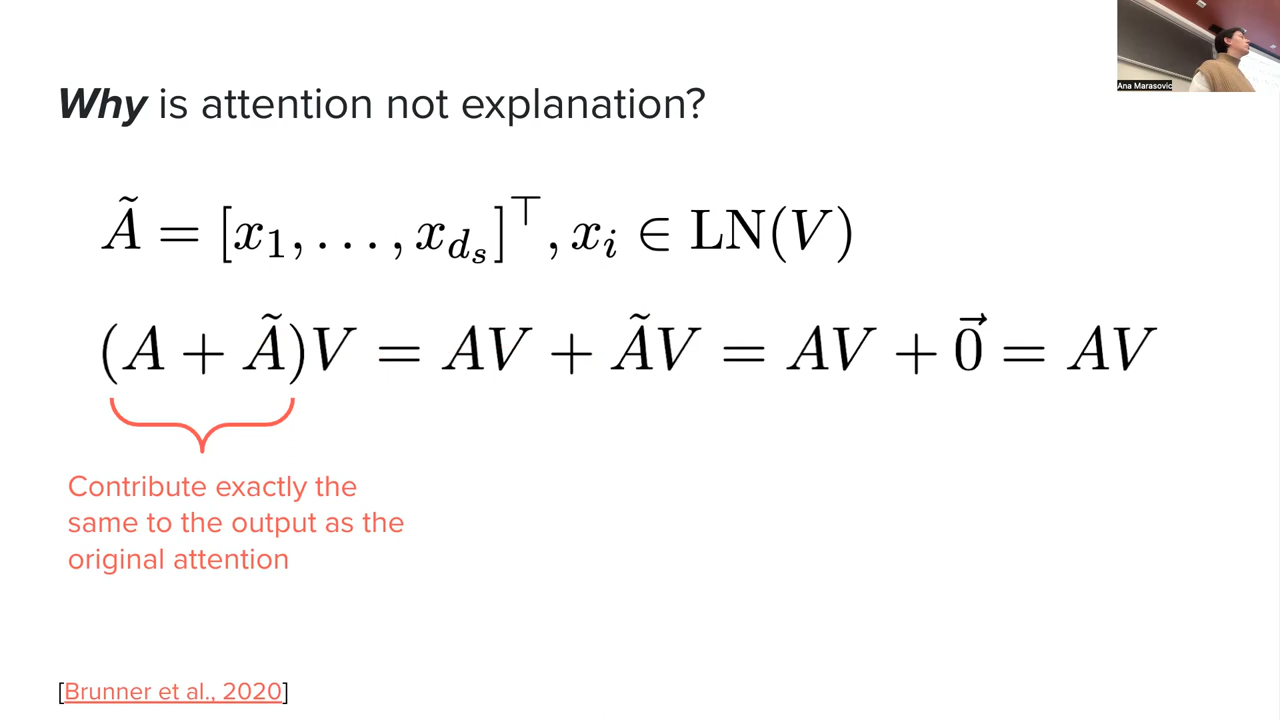 Ana Marasovic
Why is attention not explanation?
Ã = [x₁, . . . , x_{d_s}]^⊤, x_i ∈ LN(V)
(A + Ã)V = AV + ÃV = AV + 0⃗ = AV
Contribute exactly the
same to the output as the
original attention
[Brunner et al., 2020]